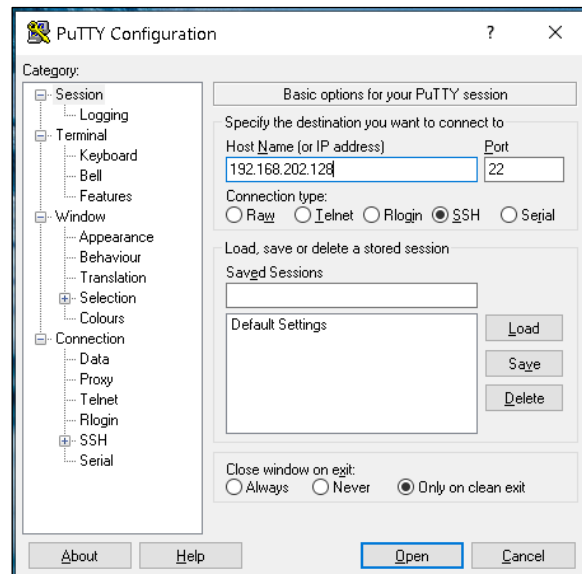 PuTTY Configuration
?
Category:
Session
Logging
Terminal
Keyboard
Bell
Features
Window
Appearance
Behaviour
Translation
Selection
Colours
Connection
Data
Proxy
Telnet
Rlogin
SSH
Serial
Basic options for your PuTTY session
Specify the destination you want to connect to
Host Name (or IP address) Port
192.168.202.128 22
Connection type:
Raw Telnet Rlogin SSH Serial
Load, save or delete a stored session
Saved Sessions
Default Settings
Load
Save
Delete
Close window on exit:
Always Never Only on clean exit
About Help Open Cancel